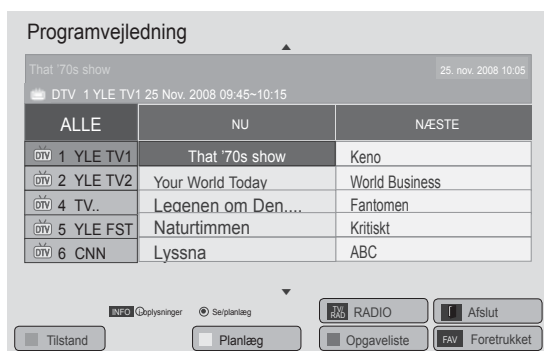 Programvejledning
That '70s show 25. nov. 2008 10:05
DTV 1 YLE TV1 25 Nov. 2008 09:45~10:15
ALLE NU NÆSTE
DTV 1 YLE TV1 That '70s show Keno
DTV 2 YLE TV2 Your World Today World Business
DTV 4 TV.. Legenen om Den.... Fantomen
DTV 5 YLE FST Naturtimmen Kritiskt
DTV 6 CNN Lyssna ABC
INFO oplysninger Se/planlæg TV/RAD RADIO Afslut
Tilstand Planlæg Opgaveliste FAV Foretrukket